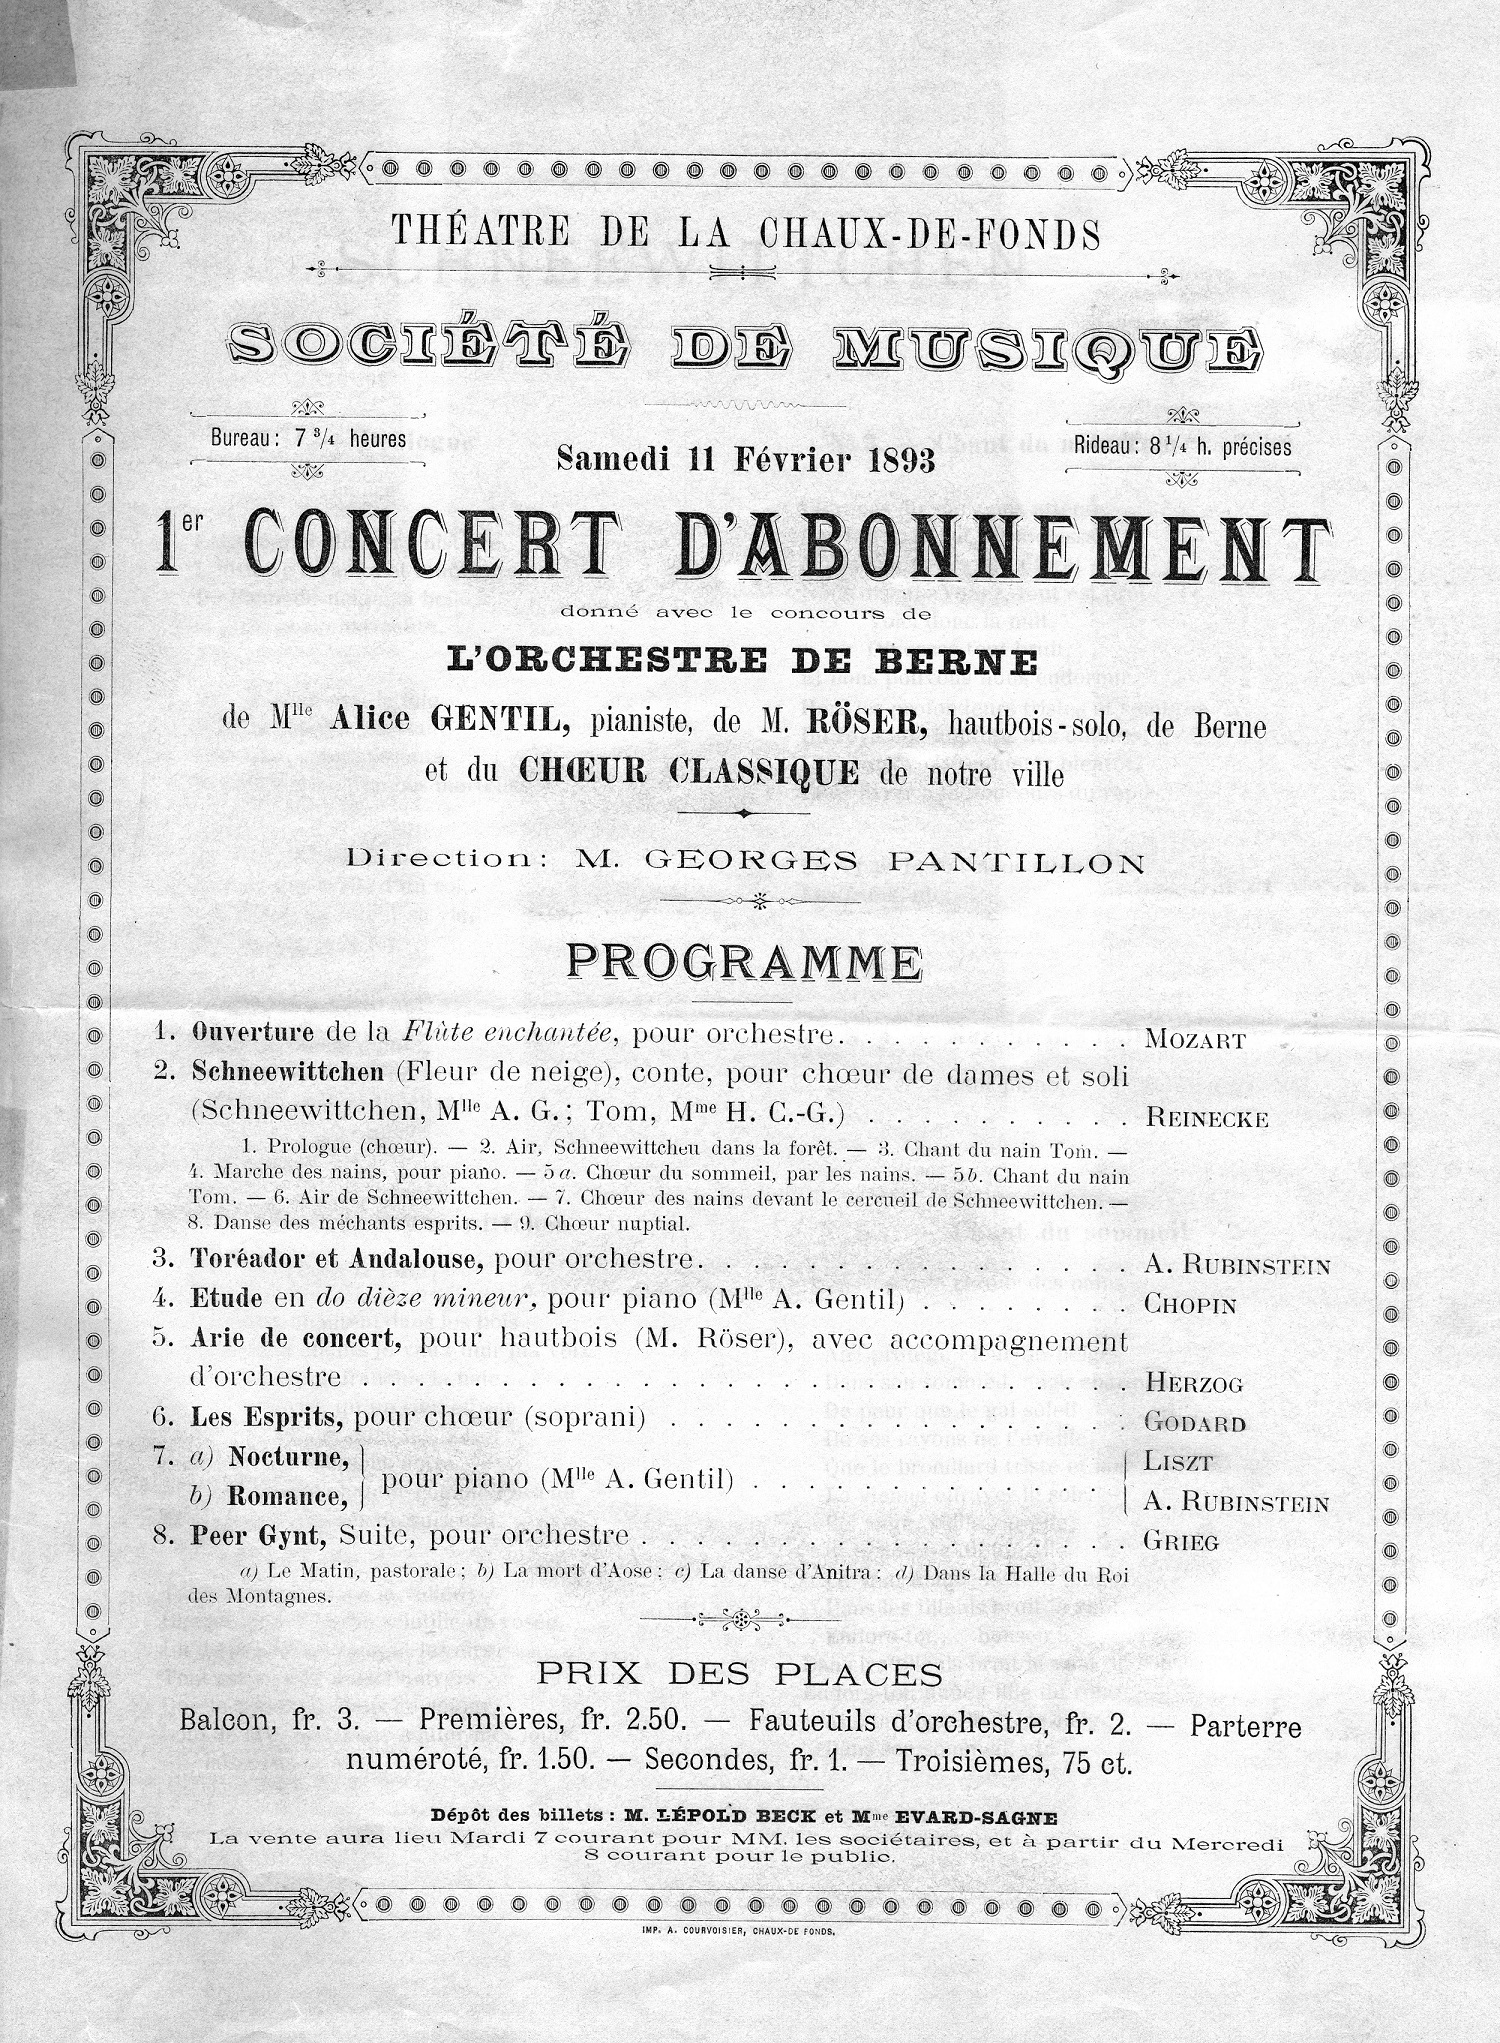 THÉATRE DE LA CHAUX-DE-FONDS
SOCIÉTÉ DE MUSIQUE
Bureau : 7 3/4 heures
Samedi 11 Février 1893
Rideau : 8 1/4 h. précises
1er CONCERT D'ABONNEMENT
donné avec le concours de
L'ORCHESTRE DE BERNE
de Mlle Alice GENTIL, pianiste, de M. RÖSER, hautbois-solo, de Berne
et du CHŒUR CLASSIQUE de notre ville
Direction : M. GEORGES PANTILLON
PROGRAMME
1. Ouverture de la Flûte enchantée, pour orchestre. . . . . . . . . . . . MOZART
2. Schneewittchen (Fleur de neige), conte, pour chœur de dames et soli
(Schneewittchen, Mlle A. G. ; Tom, Mme H. C.-G.) . . . . . . . . . . REINECKE
1. Prologue (chœur). — 2. Air, Schneewittcheu dans la forêt. — 3. Chant du nain Tom. —
4. Marche des nains, pour piano. — 5 a. Chœur du sommeil, par les nains. — 5 b. Chant du nain
Tom. — 6. Air de Schneewittchen. — 7. Chœur des nains devant le cercueil de Schneewittchen. —
8. Danse des méchants esprits. — 9. Chœur nuptial.
3. Toréador et Andalouse, pour orchestre. . . . . . . . . . . . . . . . A. RUBINSTEIN
4. Etude en do dièze mineur, pour piano (Mlle A. Gentil) . . . . . . . . CHOPIN
5. Arie de concert, pour hautbois (M. Röser), avec accompagnement
d'orchestre . . . . . . . . . . . . . . . . . . . . . . . . . . . . HERZOG
6. Les Esprits, pour chœur (soprani) . . . . . . . . . . . . . . . . . GODARD
7. a) Nocturne, LISZT
pour piano (Mlle A. Gentil) . . . . . . . . . . . . .
b) Romance, A. RUBINSTEIN
8. Peer Gynt, Suite, pour orchestre . . . . . . . . . . . . . . . . . . GRIEG
a) Le Matin, pastorale ; b) La mort d'Aose ; c) La danse d'Anitra ; d) Dans la Halle du Roi
des Montagnes.
PRIX DES PLACES
Balcon, fr. 3. — Premières, fr. 2.50. — Fauteuils d'orchestre, fr. 2. — Parterre
numéroté, fr. 1.50. — Secondes, fr. 1. — Troisièmes, 75 ct.
Dépôt des billets : M. LÉPOLD BECK et Mme EVARD-SAGNE
La vente aura lieu Mardi 7 courant pour MM. les sociétaires, et à partir du Mercredi
8 courant pour le public.
IMP. A. COURVOISIER, CHAUX-DE FONDS.